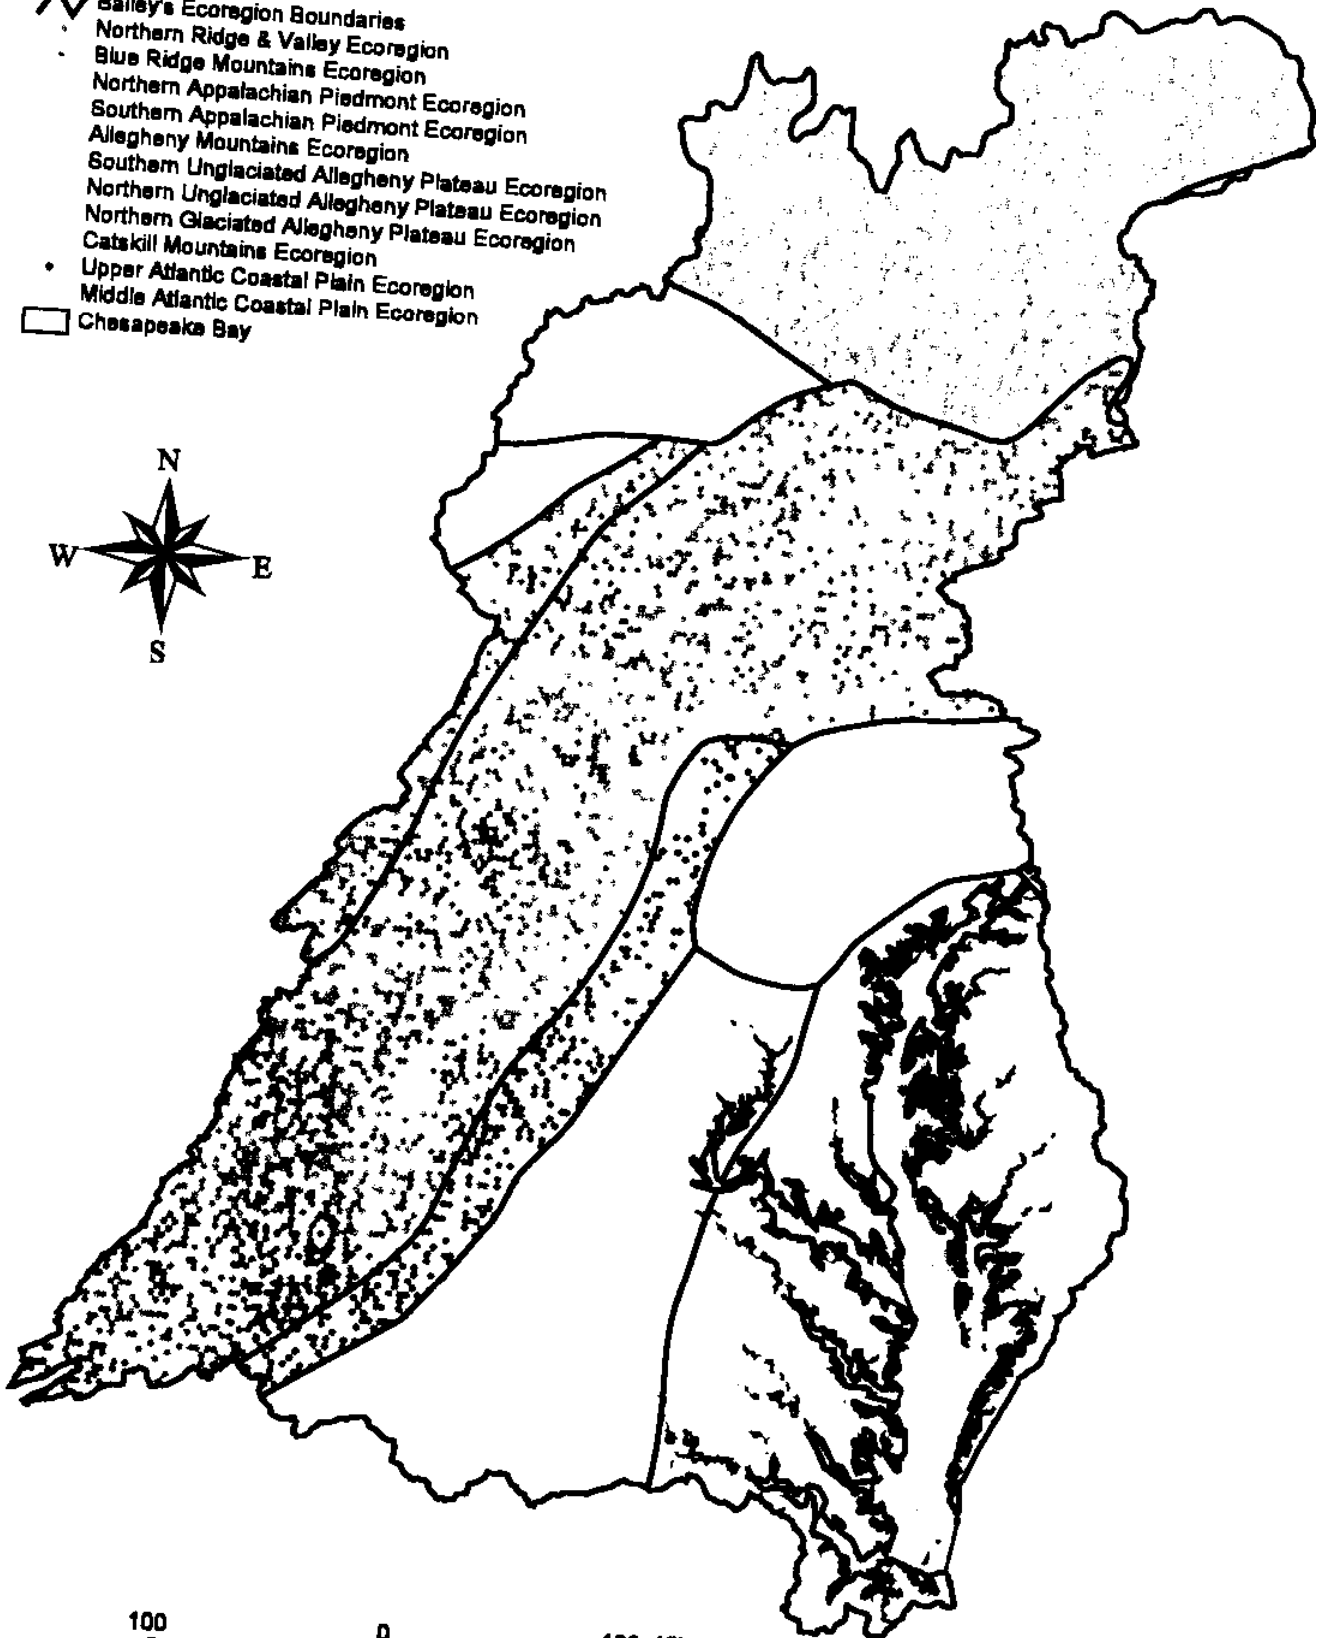 Bailey's Ecoregion Boundaries
Northern Ridge & Valley Ecoregion
Blue Ridge Mountains Ecoregion
Northern Appalachian Piedmont Ecoregion
Southern Appalachian Piedmont Ecoregion
Allegheny Mountains Ecoregion
Southern Unglaciated Allegheny Plateau Ecoregion
Northern Unglaciated Allegheny Plateau Ecoregion
Northern Glaciated Allegheny Plateau Ecoregion
Catskill Mountains Ecoregion
Upper Atlantic Coastal Plain Ecoregion
Middle Atlantic Coastal Plain Ecoregion
Chesapeake Bay
N
W E
S
100 0